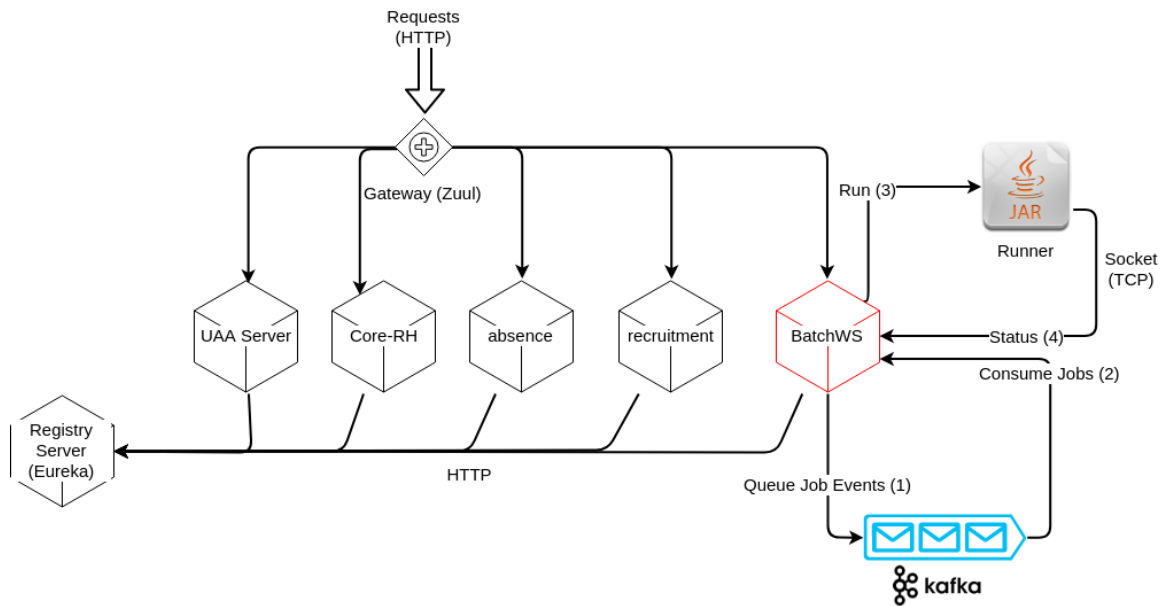 Requests
(HTTP)
Gateway (Zuul)
Run (3)
Java
JAR
Runner
Socket
(TCP)
UAA Server
Core-RH
absence
recruitment
BatchWS
Status (4)
Consume Jobs (2)
Registry
Server
(Eureka)
HTTP
Queue Job Events (1)
kafka